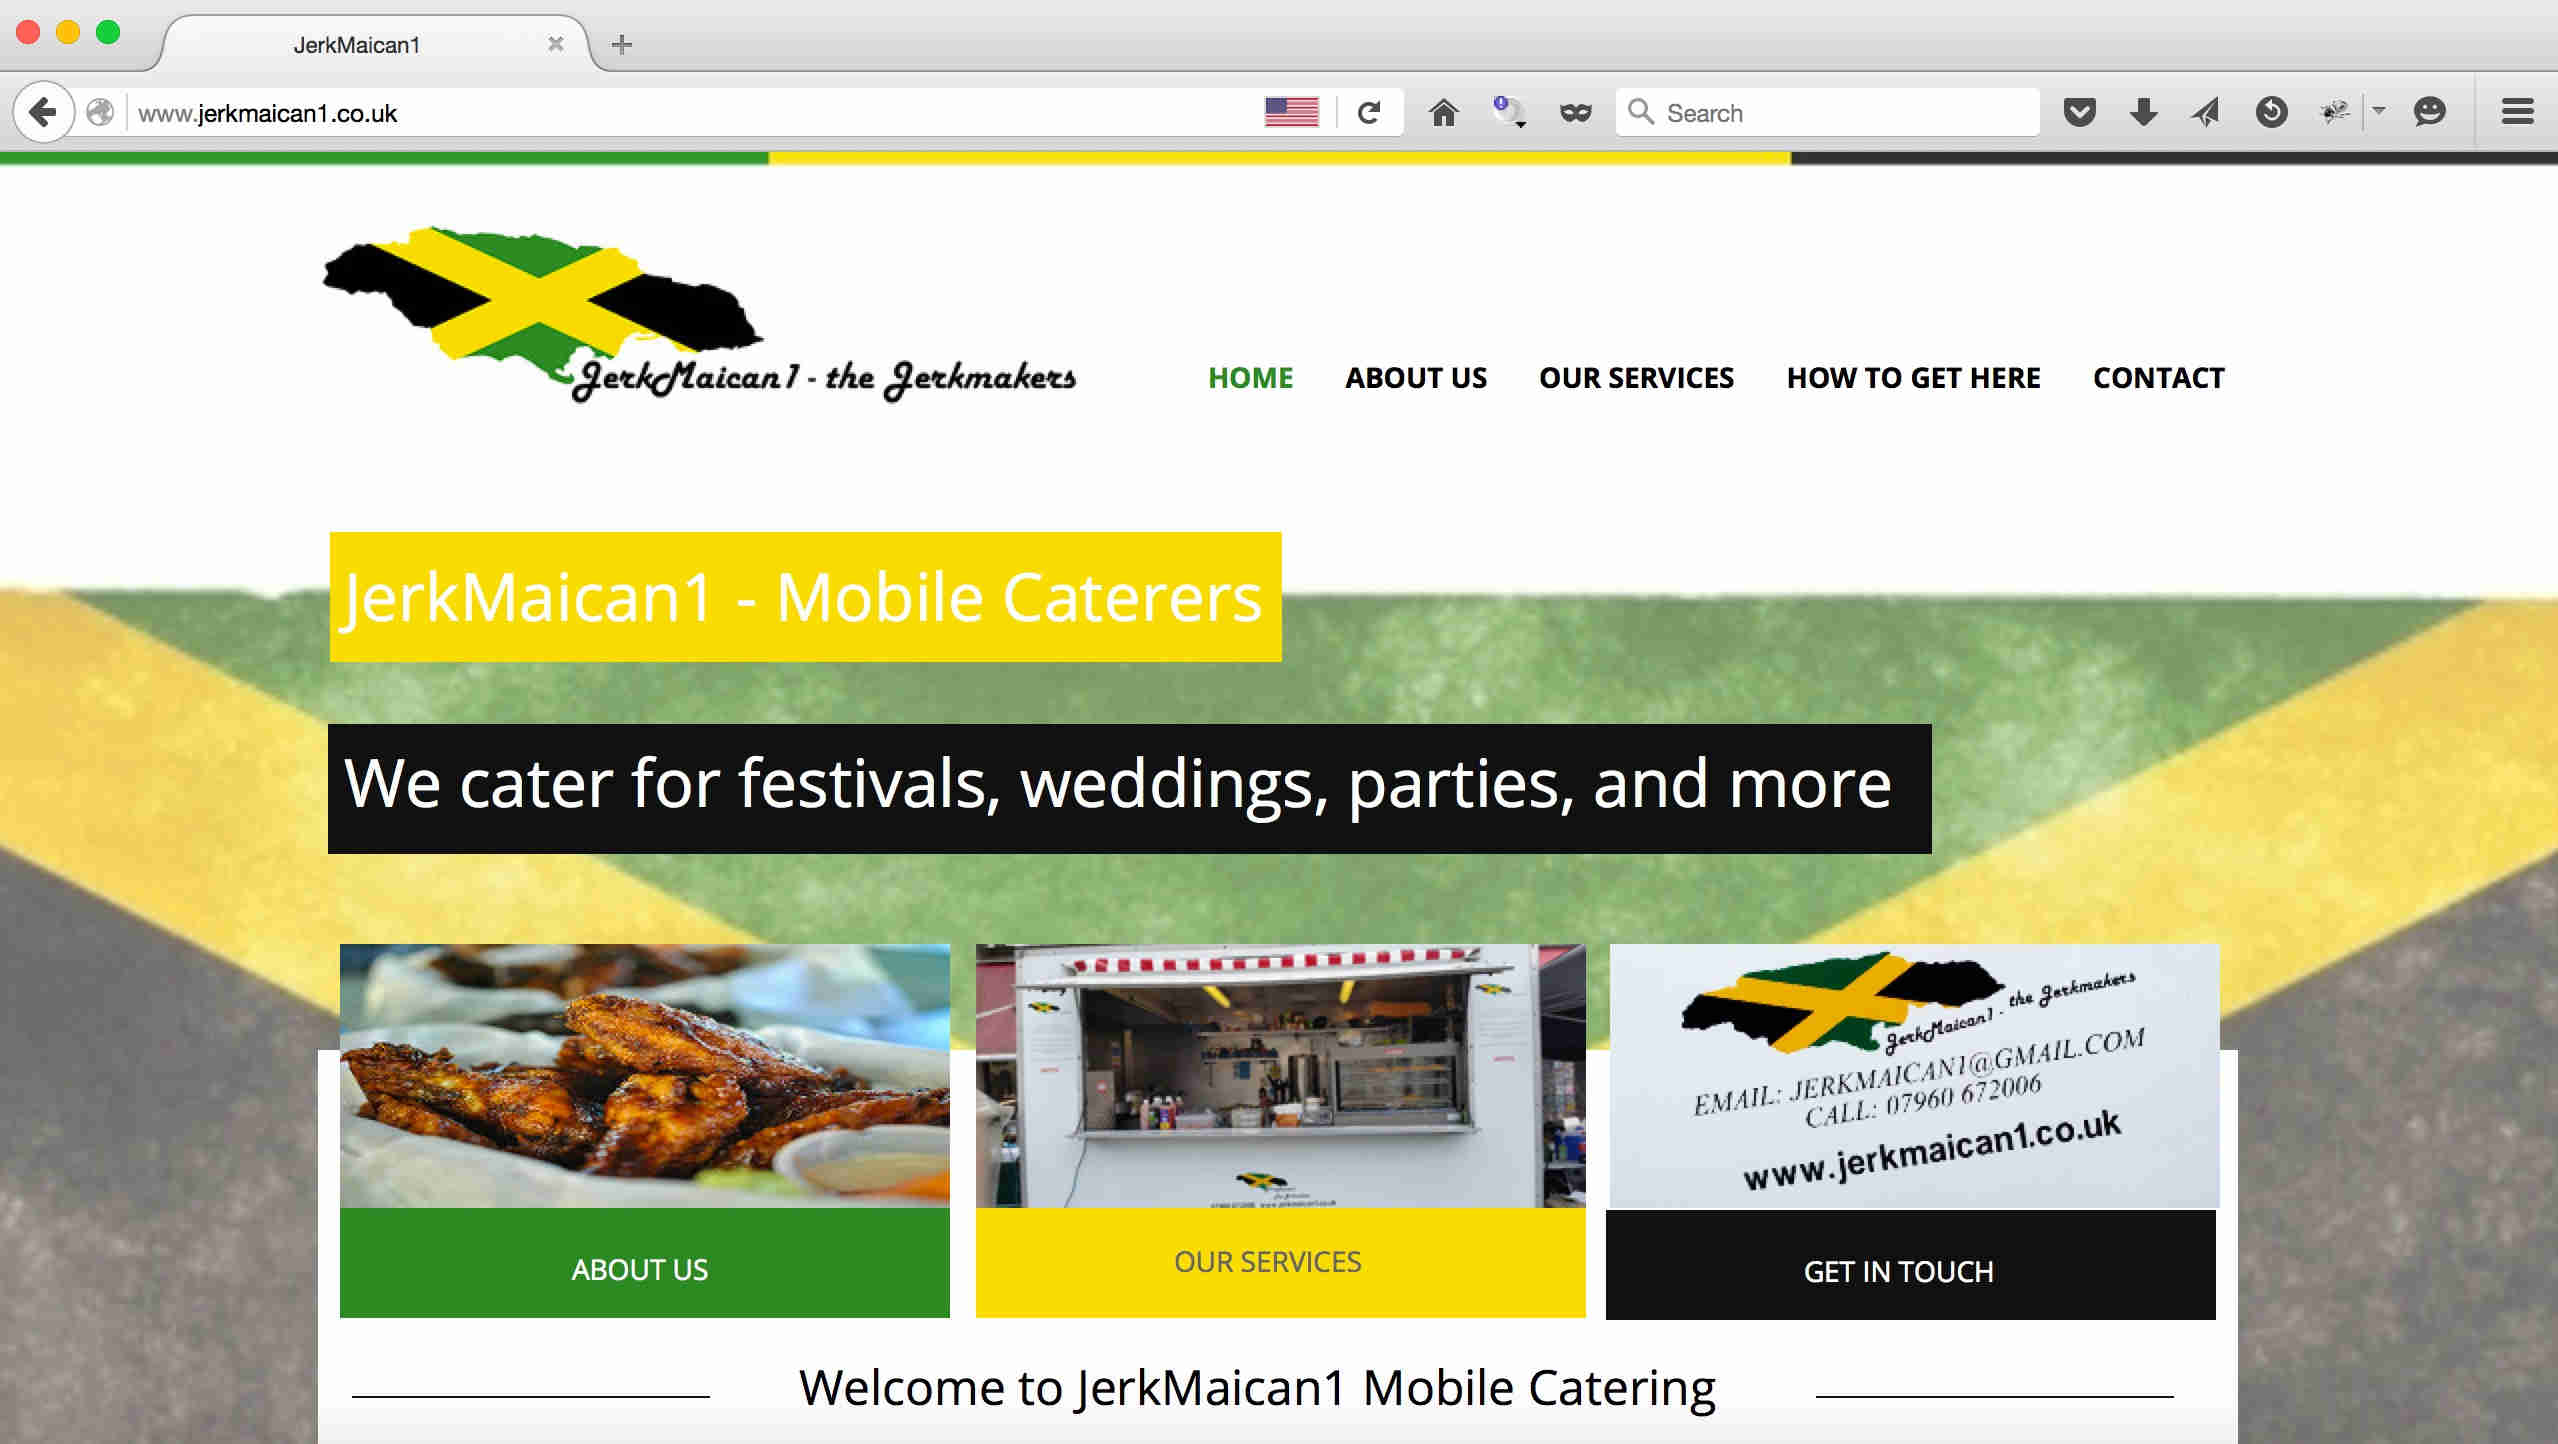 JerkMaican1
www.jerkmaican1.co.uk
Search
JerkMaican1 - the Jerkmakers
HOME
ABOUT US
OUR SERVICES
HOW TO GET HERE
CONTACT
JerkMaican1 - Mobile Caterers
We cater for festivals, weddings, parties, and more
JerkMaican1 - the Jerkmakers
EMAIL: JERKMAICAN1@GMAIL.COM
CALL: 07960 672006
www.jerkmaican1.co.uk
ABOUT US
OUR SERVICES
GET IN TOUCH
Welcome to JerkMaican1 Mobile Catering